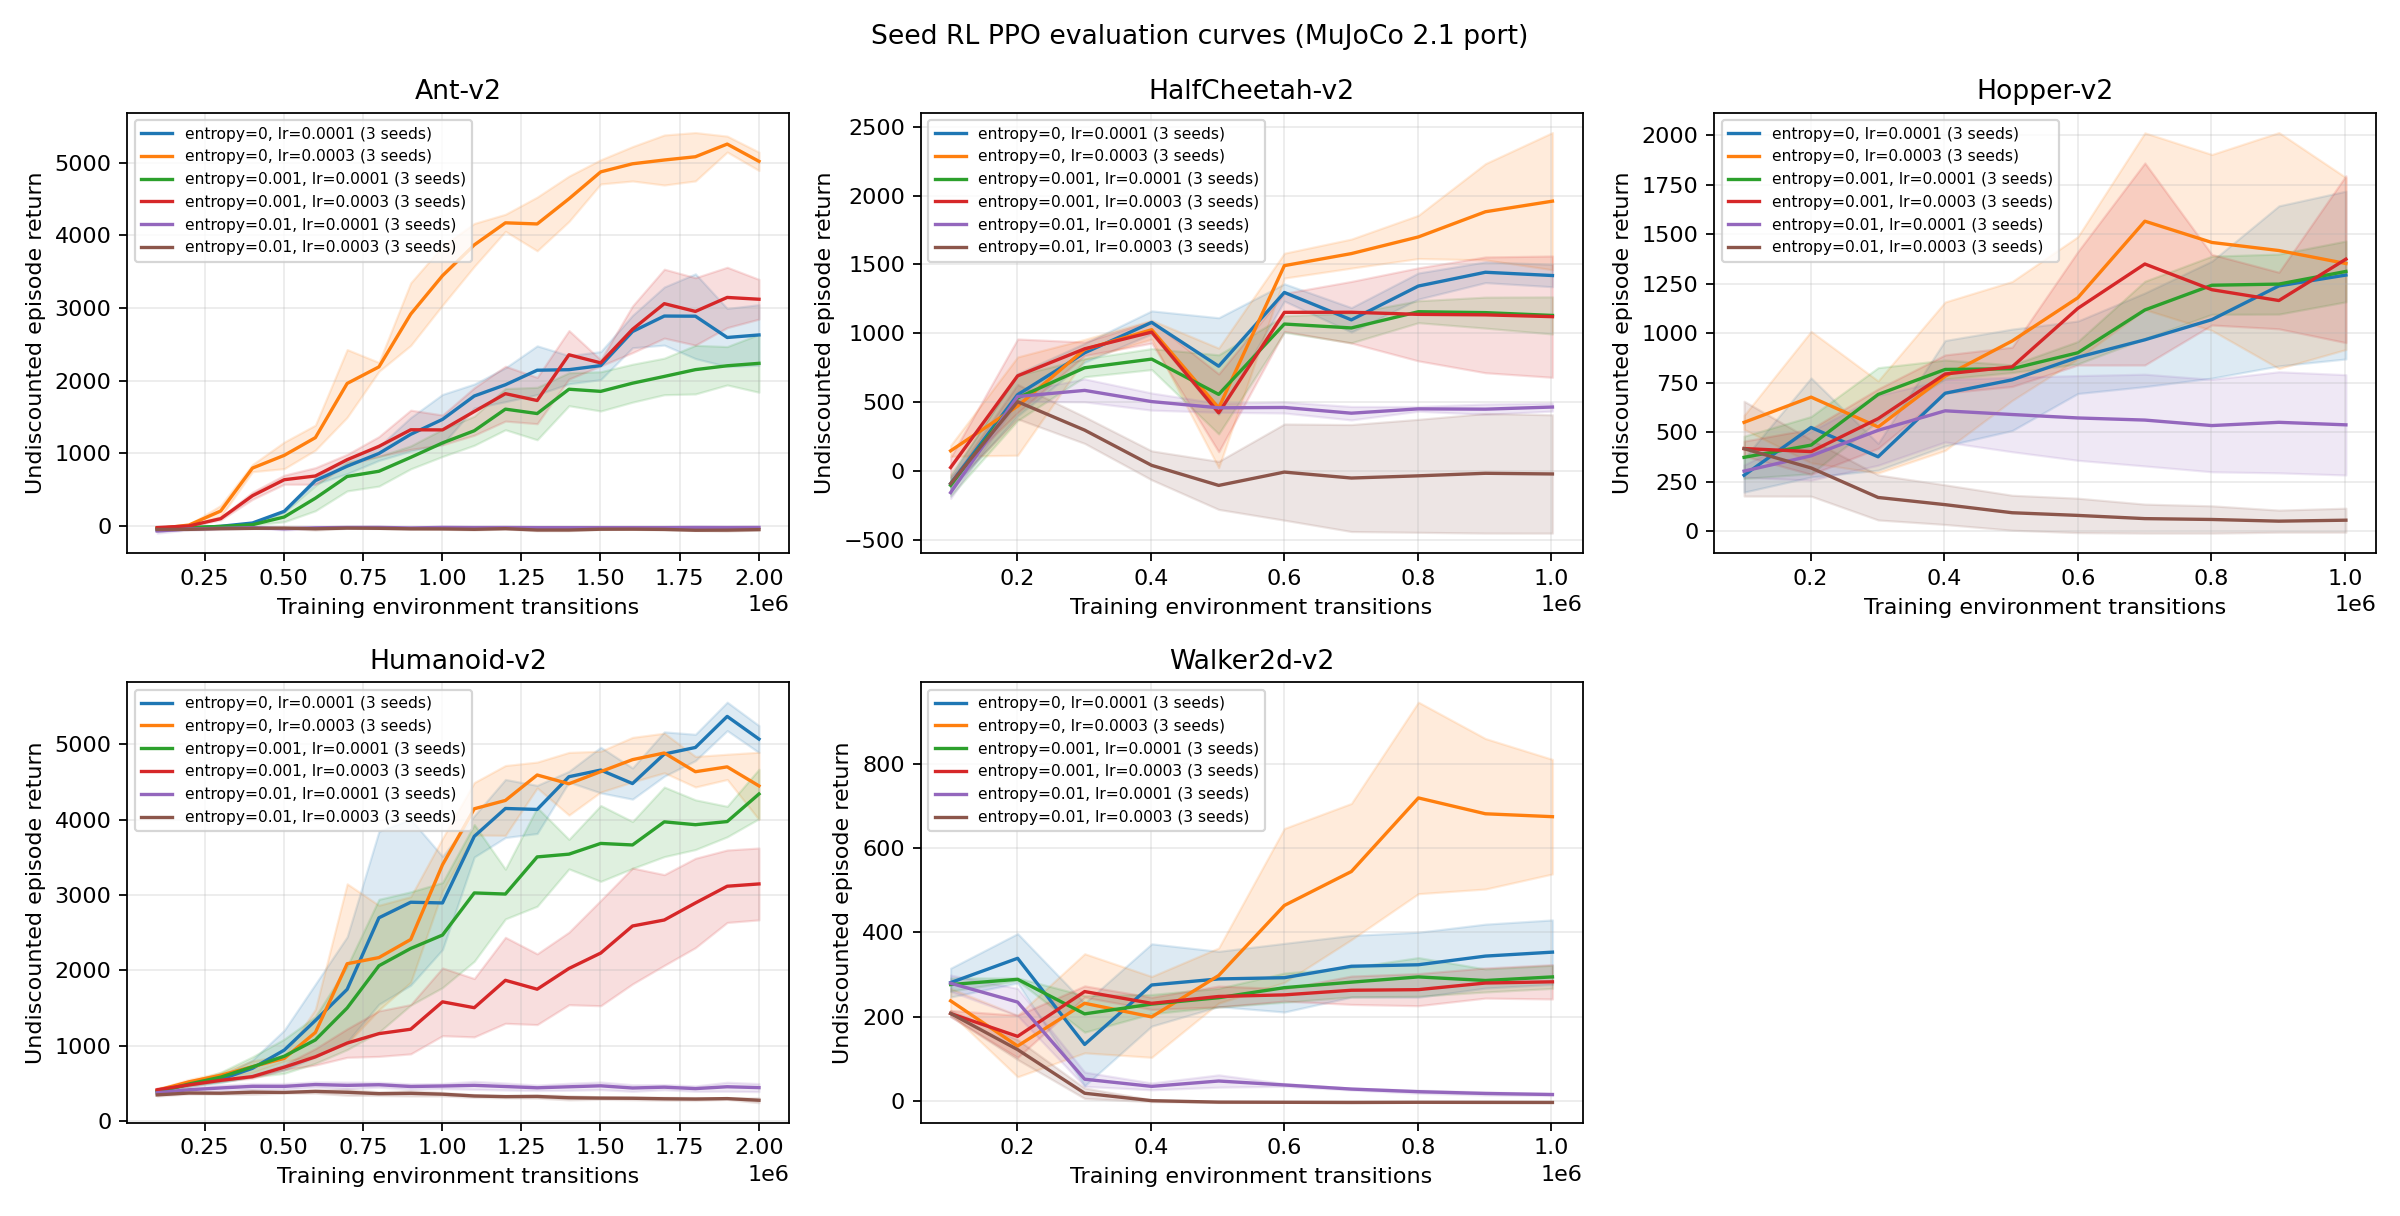 Seed RL PPO evaluation curves (MuJoCo 2.1 port)
Ant-v2
Undiscounted episode return
5000
4000
3000
2000
1000
0
entropy=0, lr=0.0001 (3 seeds)
entropy=0, lr=0.0003 (3 seeds)
entropy=0.001, lr=0.0001 (3 seeds)
entropy=0.001, lr=0.0003 (3 seeds)
entropy=0.01, lr=0.0001 (3 seeds)
entropy=0.01, lr=0.0003 (3 seeds)
0.25 0.50 0.75 1.00 1.25 1.50 1.75 2.00
1e6
Training environment transitions
HalfCheetah-v2
Undiscounted episode return
2500
2000
1500
1000
500
0
−500
entropy=0, lr=0.0001 (3 seeds)
entropy=0, lr=0.0003 (3 seeds)
entropy=0.001, lr=0.0001 (3 seeds)
entropy=0.001, lr=0.0003 (3 seeds)
entropy=0.01, lr=0.0001 (3 seeds)
entropy=0.01, lr=0.0003 (3 seeds)
0.2 0.4 0.6 0.8 1.0
1e6
Training environment transitions
Hopper-v2
Undiscounted episode return
2000
1750
1500
1250
1000
750
500
250
0
entropy=0, lr=0.0001 (3 seeds)
entropy=0, lr=0.0003 (3 seeds)
entropy=0.001, lr=0.0001 (3 seeds)
entropy=0.001, lr=0.0003 (3 seeds)
entropy=0.01, lr=0.0001 (3 seeds)
entropy=0.01, lr=0.0003 (3 seeds)
0.2 0.4 0.6 0.8 1.0
1e6
Training environment transitions
Humanoid-v2
Undiscounted episode return
5000
4000
3000
2000
1000
0
entropy=0, lr=0.0001 (3 seeds)
entropy=0, lr=0.0003 (3 seeds)
entropy=0.001, lr=0.0001 (3 seeds)
entropy=0.001, lr=0.0003 (3 seeds)
entropy=0.01, lr=0.0001 (3 seeds)
entropy=0.01, lr=0.0003 (3 seeds)
0.25 0.50 0.75 1.00 1.25 1.50 1.75 2.00
1e6
Training environment transitions
Walker2d-v2
Undiscounted episode return
800
600
400
200
0
entropy=0, lr=0.0001 (3 seeds)
entropy=0, lr=0.0003 (3 seeds)
entropy=0.001, lr=0.0001 (3 seeds)
entropy=0.001, lr=0.0003 (3 seeds)
entropy=0.01, lr=0.0001 (3 seeds)
entropy=0.01, lr=0.0003 (3 seeds)
0.2 0.4 0.6 0.8 1.0
1e6
Training environment transitions